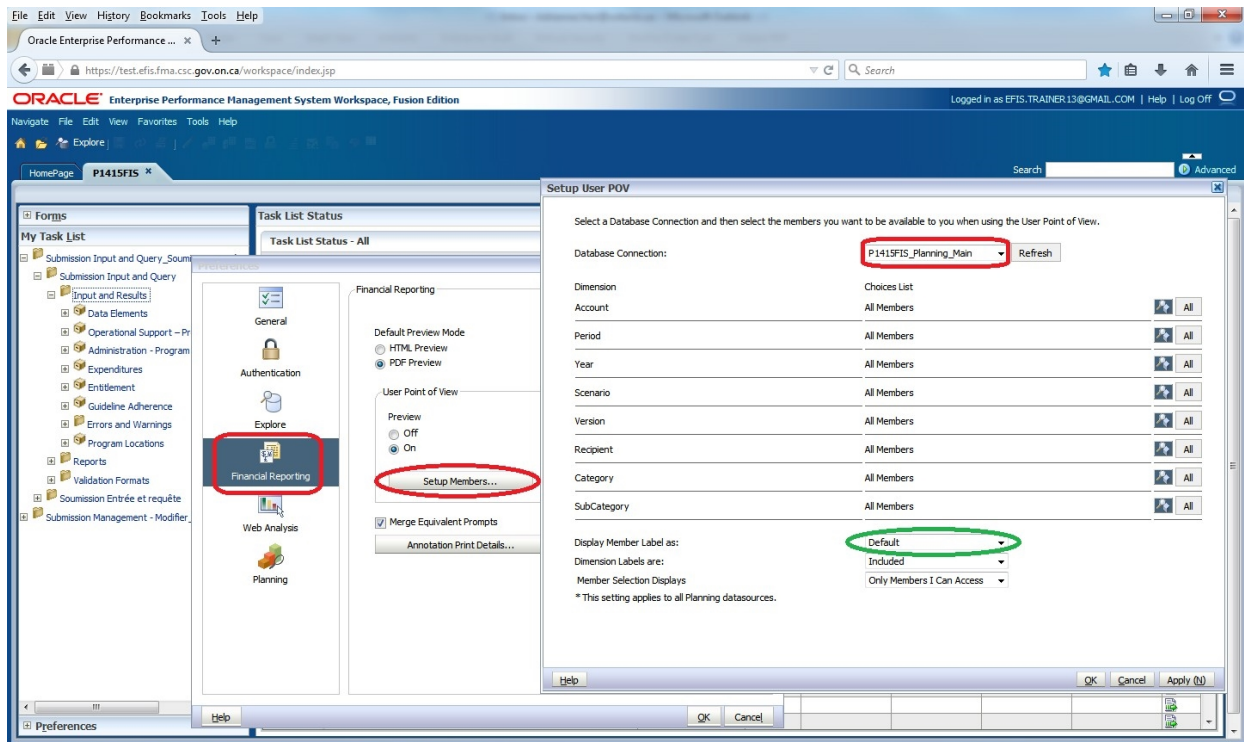 File Edit View History Bookmarks Tools Help
Oracle Enterprise Performance ... × +
https://test.efis.fma.csc.gov.on.ca/workspace/index.jsp
Search
ORACLE Enterprise Performance Management System Workspace, Fusion Edition
Logged in as EFIS.TRAINER13@GMAIL.COM | Help | Log Off
Navigate File Edit View Favorites Tools Help
Explore
HomePage P1415FIS ×
Search Advanced
Forms
My Task List
Submission Input and Query_Soumi
Submission Input and Query
Input and Results
Data Elements
Operational Support – Pr
Administration - Program
Expenditures
Entitlement
Guideline Adherence
Errors and Warnings
Program Locations
Reports
Validation Formats
Soumission Entrée et requête
Submission Management - Modifier_
Preferences
Task List Status
Task List Status - All
Preferences
General
Authentication
Explore
Financial Reporting
Web Analysis
Planning
Financial Reporting
Default Preview Mode
HTML Preview
PDF Preview
User Point of View
Preview
Off
On
Setup Members...
Merge Equivalent Prompts
Annotation Print Details...
Help OK Cancel
Setup User POV
Select a Database Connection and then select the members you want to be available to you when using the User Point of View.
Database Connection: P1415FIS_Planning_Main Refresh
Dimension Choices List
Account All Members All
Period All Members All
Year All Members All
Scenario All Members All
Version All Members All
Recipient All Members All
Category All Members All
SubCategory All Members All
Display Member Label as: Default
Dimension Labels are: Included
Member Selection Displays Only Members I Can Access
* This setting applies to all Planning datasources.
Help OK Cancel Apply (N)